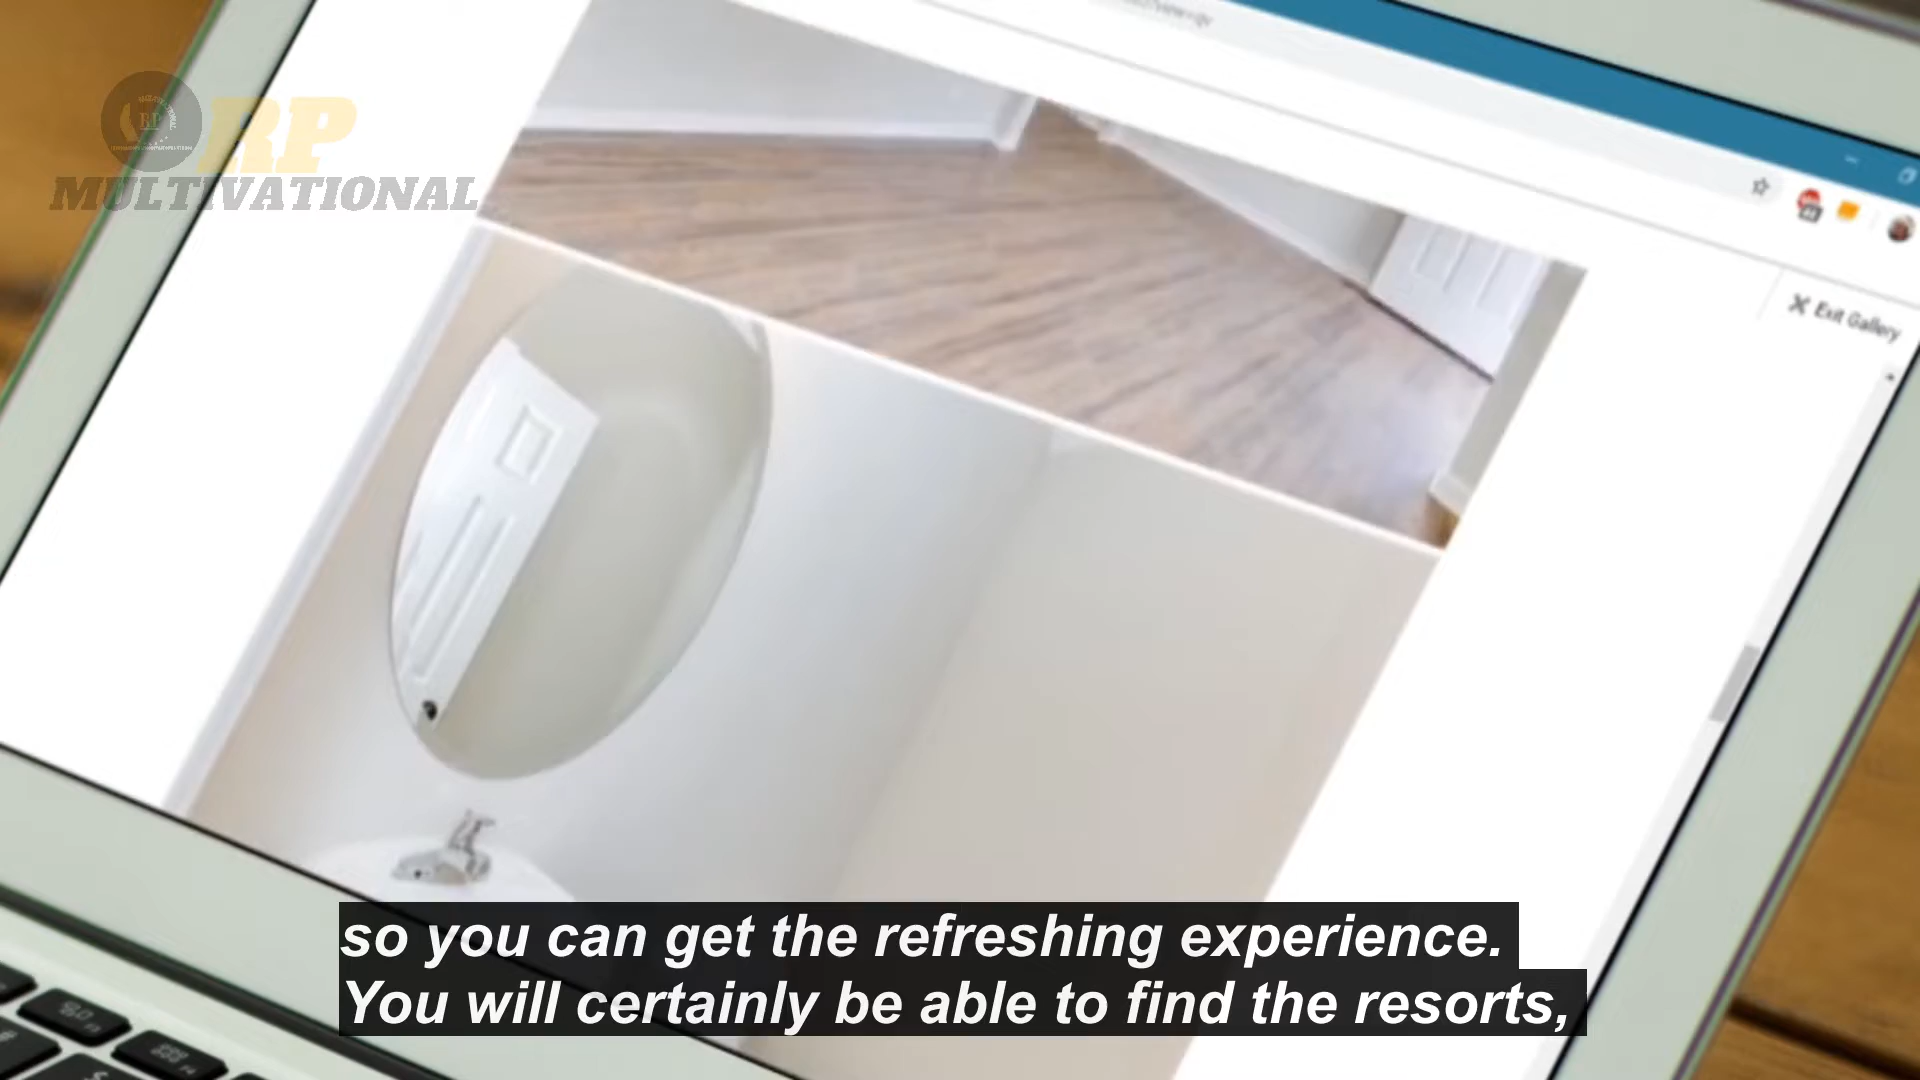 RP
MULTIVATIONAL
Exit Gallery
so you can get the refreshing experience.
You will certainly be able to find the resorts,